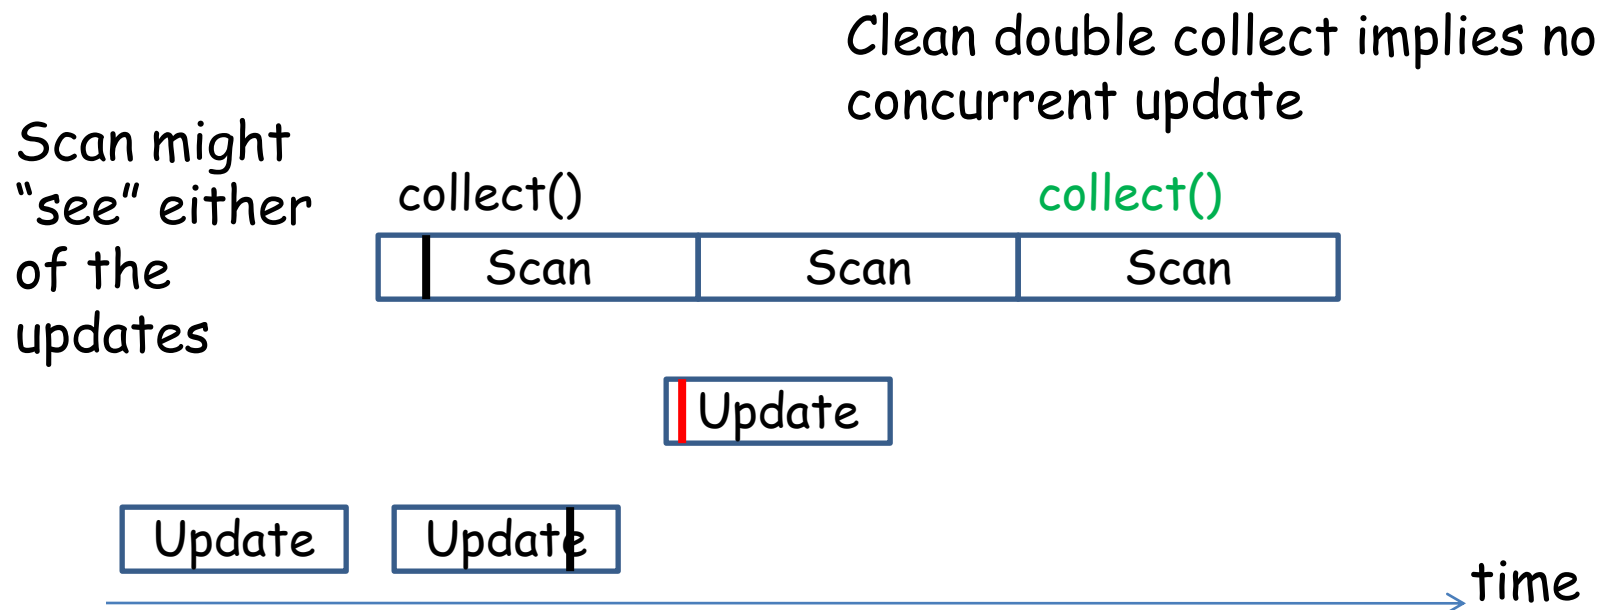 Clean double collect implies no
concurrent update
Scan might
“see” either
of the
updates
collect()
collect()
Scan
Scan
Scan
Update
Update
Update
time